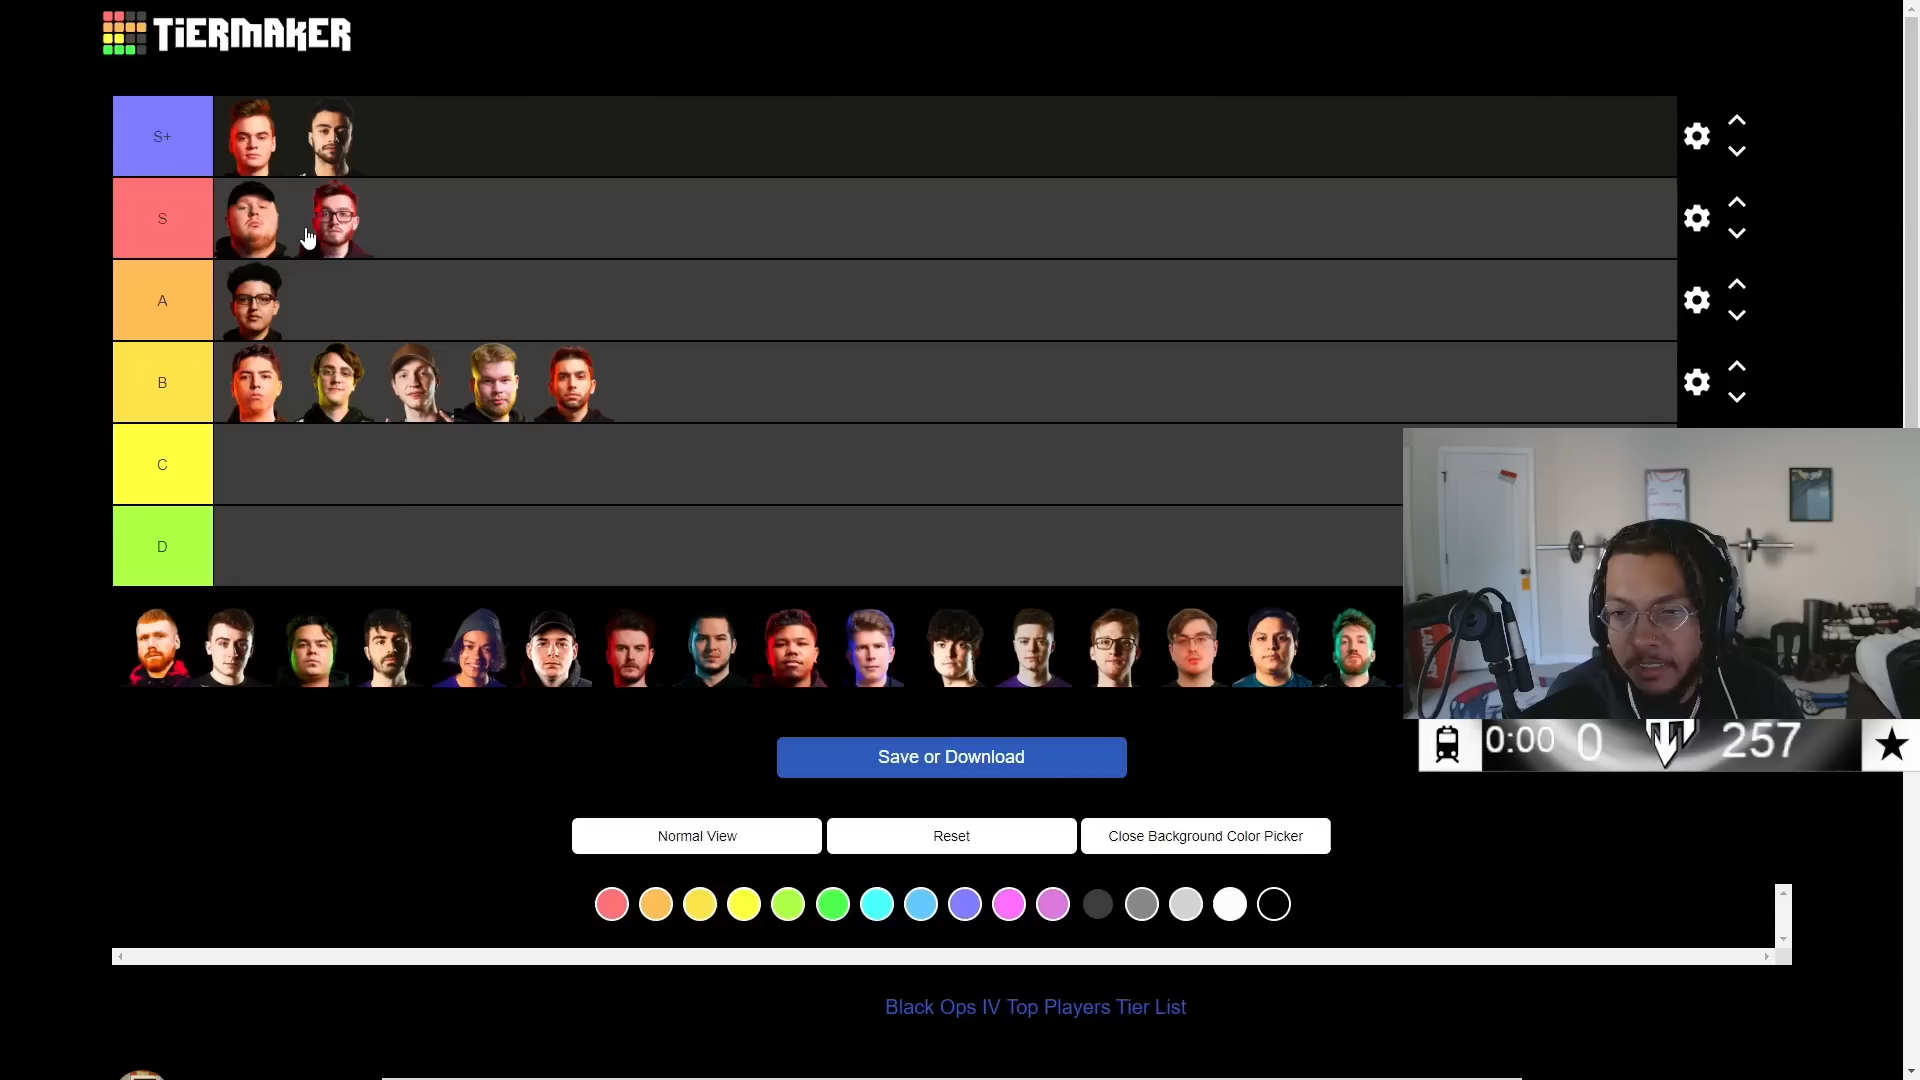 TiERMAKER
S+
S
A
B
C
D
0:00 0 257
Save or Download
Normal View
Reset
Close Background Color Picker
Black Ops IV Top Players Tier List